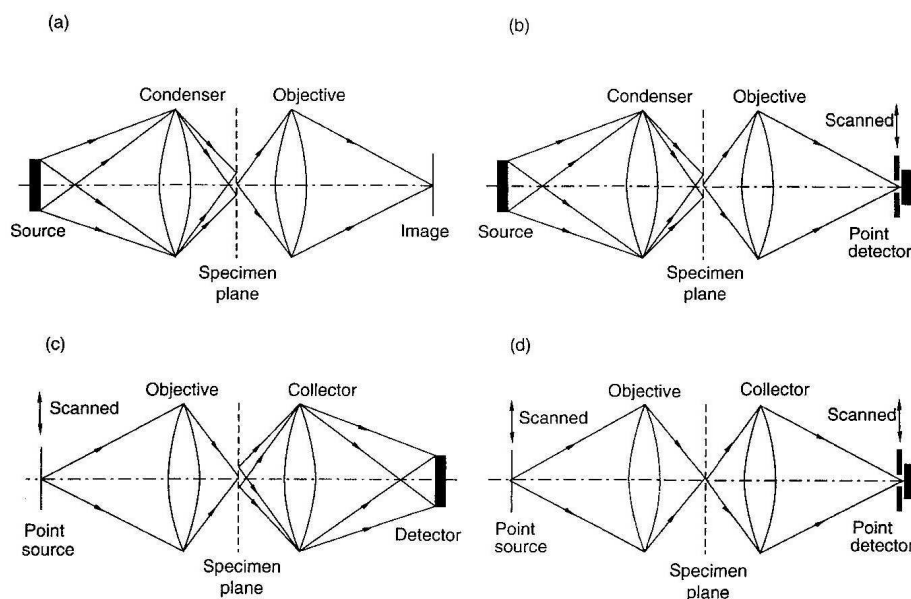 (a)
Condenser
Objective
Source
Specimen
plane
Image
(b)
Condenser
Objective
Scanned
Source
Specimen
plane
Point
detector
(c)
Scanned
Objective
Collector
Point
source
Specimen
plane
Detector
(d)
Scanned
Objective
Collector
Scanned
Point
source
Specimen
plane
Point
detector